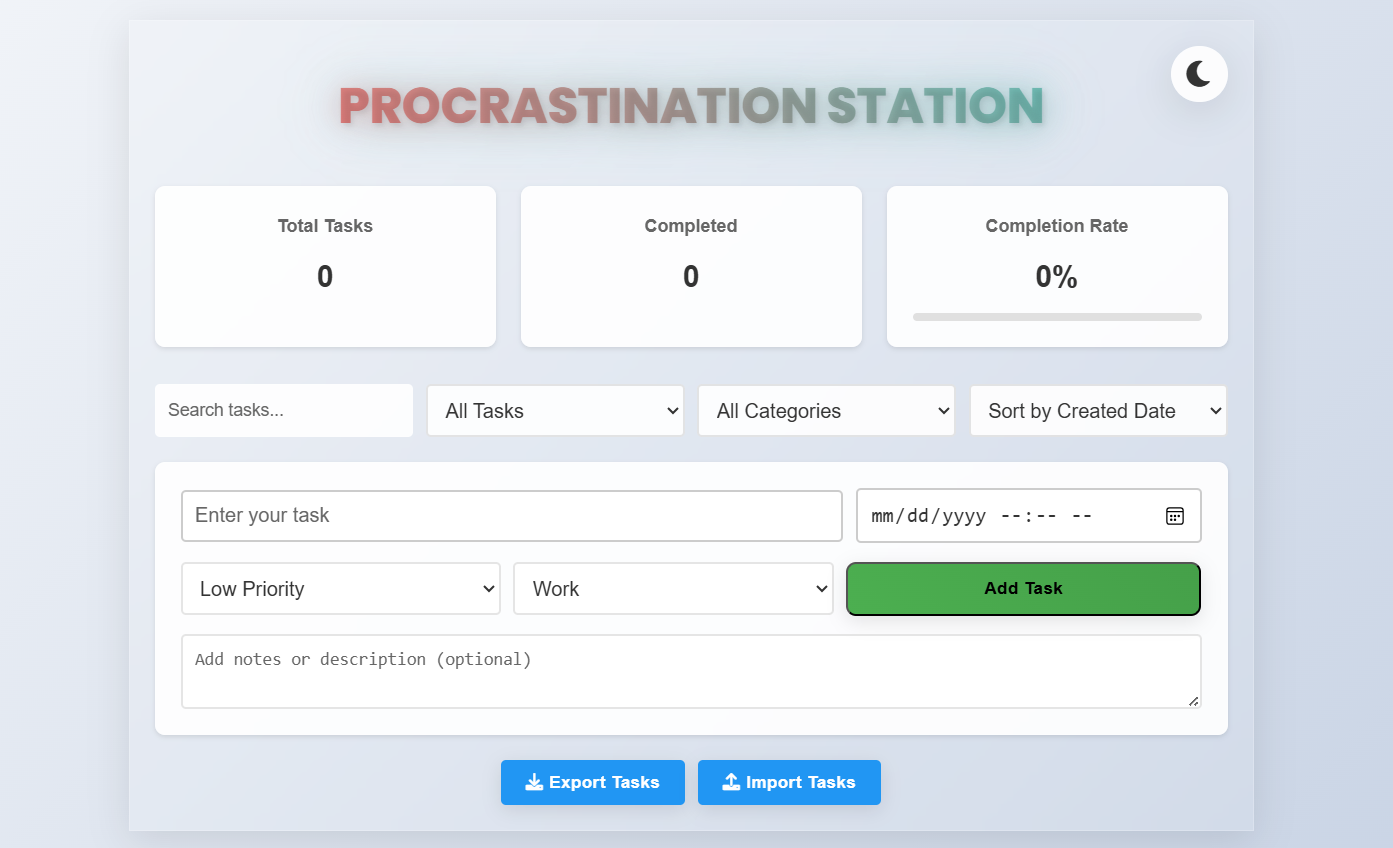 PROCRASTINATION STATION
Total Tasks
0
Completed
0
Completion Rate
0%
Search tasks...
All Tasks
All Categories
Sort by Created Date
Enter your task
mm/dd/yyyy --:-- --
Low Priority
Work
Add Task
Add notes or description (optional)
Export Tasks
Import Tasks